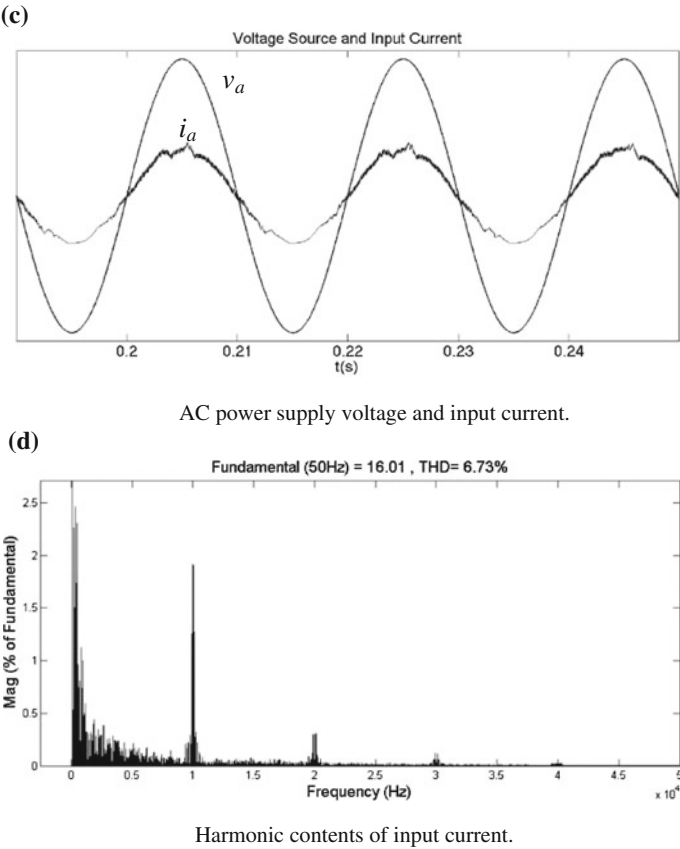 (c)
Voltage Source and Input Current
v_a
i_a
0.2 0.21 0.22 0.23 0.24
t(s)
AC power supply voltage and input current.
(d)
Fundamental (50Hz) = 16.01 , THD= 6.73%
Mag (% of Fundamental)
2.5
2
1.5
1
0.5
0
0 0.5 1 1.5 2 2.5 3 3.5 4 4.5 5
Frequency (Hz)
x 10⁴
Harmonic contents of input current.